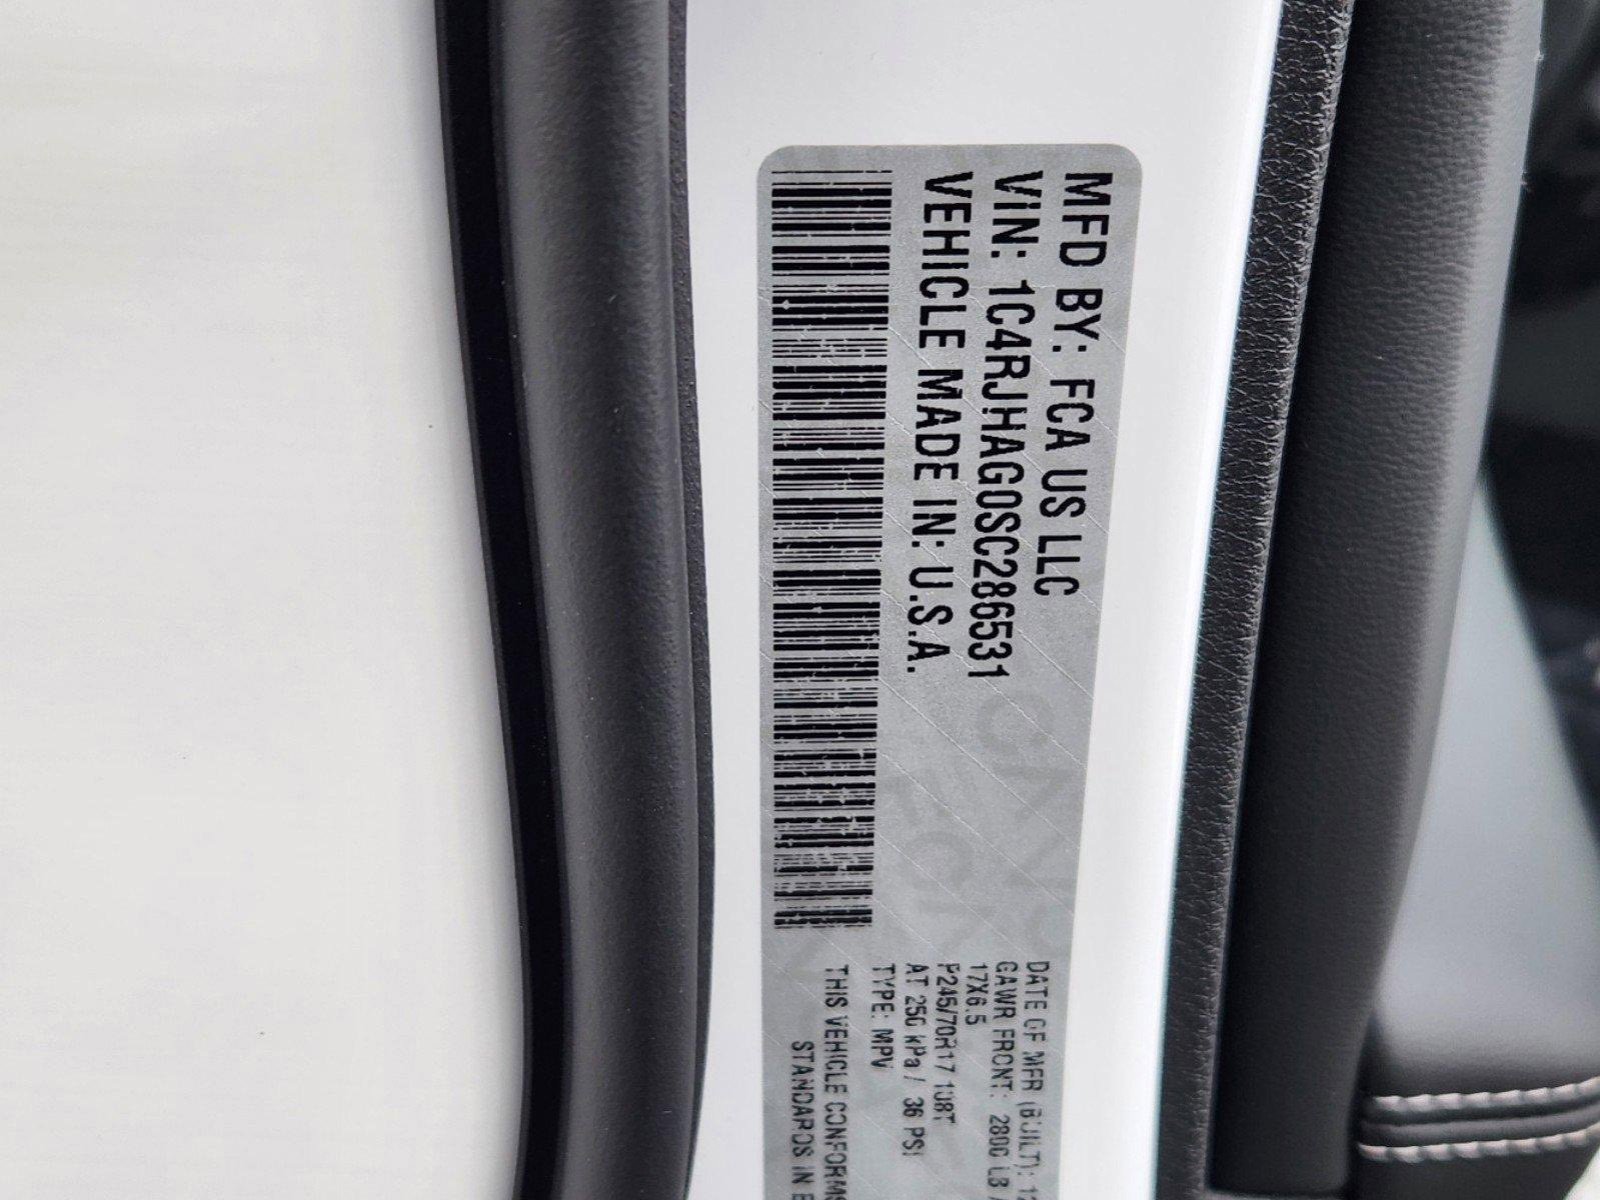 MFD BY: FCA US LLC
VIN: 1C4RJHAG0SC286531
VEHICLE MADE IN: U.S.A.
DATE OF MFR (BUILT): 12
GAWR FRONT: 2800 LB
17X6.5
P245/70R17 108T
AT 250 kPa / 36 PSI
TYPE: MPV
THIS VEHICLE CONFORMS
STANDARDS IN